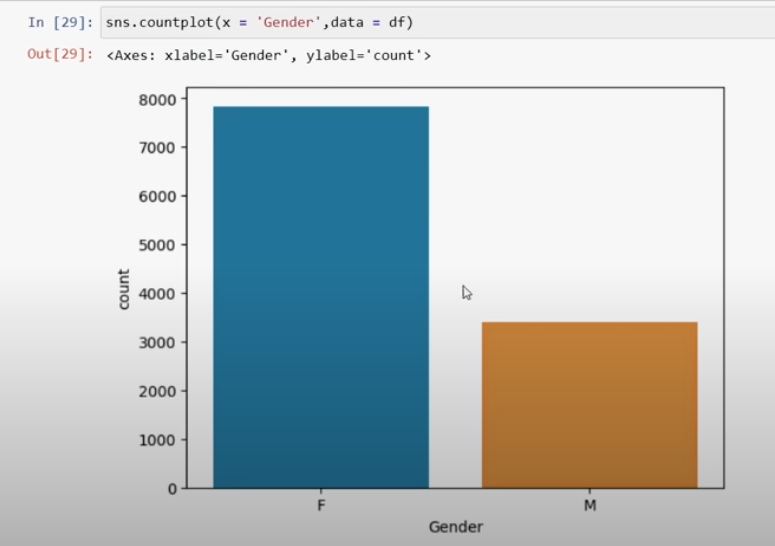 In [29]: sns.countplot(x = 'Gender',data = df)
Out[29]: <Axes: xlabel='Gender', ylabel='count'>
8000
7000
6000
5000
4000
3000
2000
1000
0
count
F M
Gender